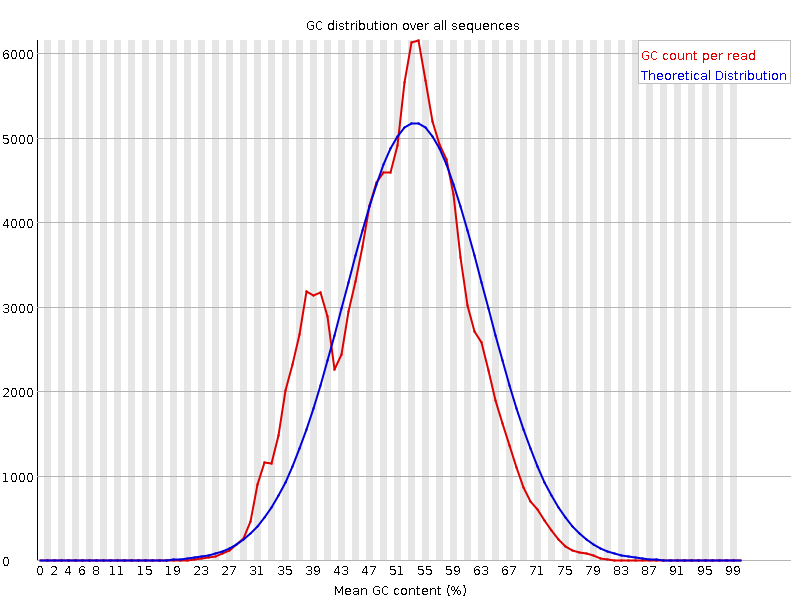 GC distribution over all sequences
GC count per read
Theoretical Distribution
6000
5000
4000
3000
2000
1000
0
0 2 4 6 8 11 15 19 23 27 31 35 39 43 47 51 55 59 63 67 71 75 79 83 87 91 95 99
Mean GC content (%)